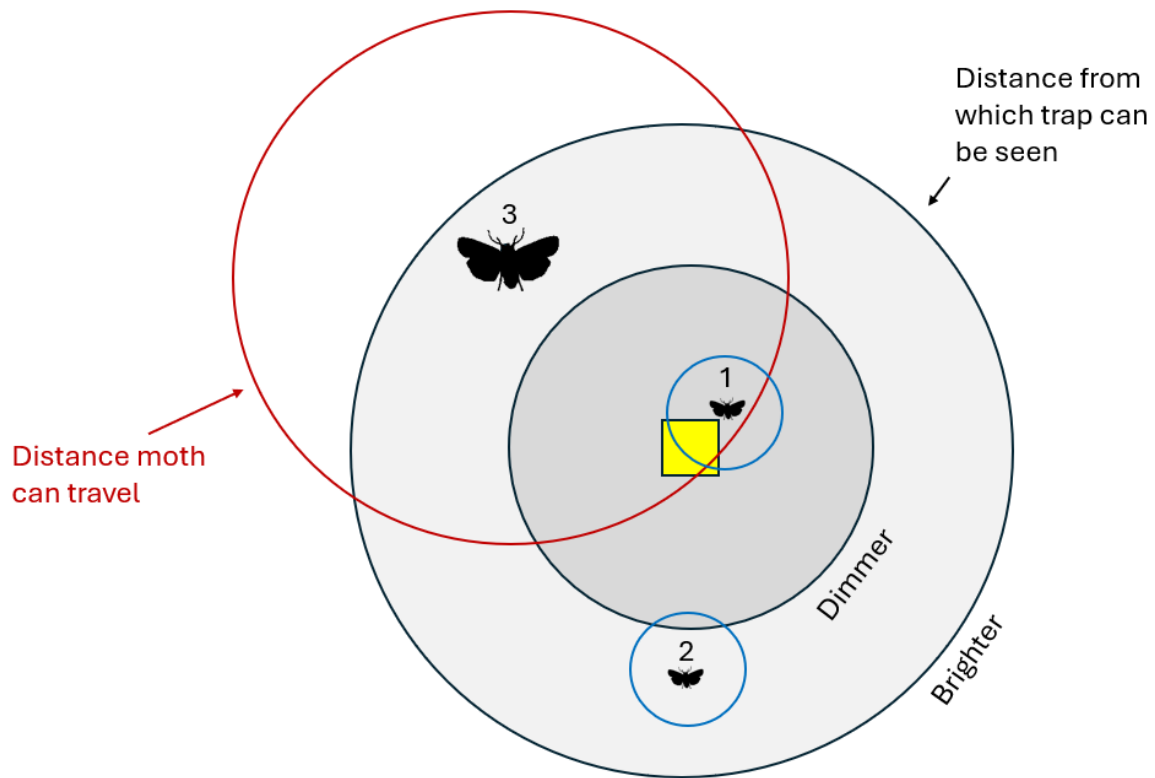 Distance from
which trap can
be seen
3
1
Distance moth
can travel
Dimmer
2
Brighter